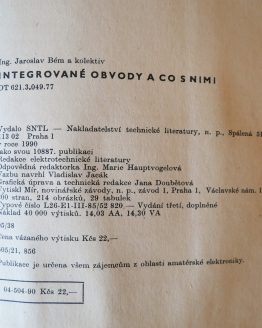 Ing. Jaroslav Bém a kolektiv
INTEGROVANÉ OBVODY A CO S NIMI
DT 621.3.049.77
Vydalo SNTL — Nakladatelství technické literatury, n. p., Spálená 51
113 02 Praha 1
v roce 1990
jako svou 10887. publikaci
Redakce elektrotechnické literatury
Odpovědná redaktorka Ing. Marie Hauptvogelová
Vazbu navrhl Vladislav Jacák
Grafická úprava a technická redakce Jana Doubětová
Vytiskl Mír, novinářské závody, n. p., závod 1, Praha 1, Václavské nám. 1
00 stran, 214 obrázků, 29 tabulek
Typové číslo L26-E1-III-85/52 820 — Vydání třetí, doplněné
Náklad 40 000 výtisků. 14,03 AA, 14,30 VA
05/38
Cena vázaného výtisku Kčs 22,—
05/21, 856
Publikace je určena všem zájemcům z oblasti amatérské elektroniky.
04-504-90 Kčs 22,—